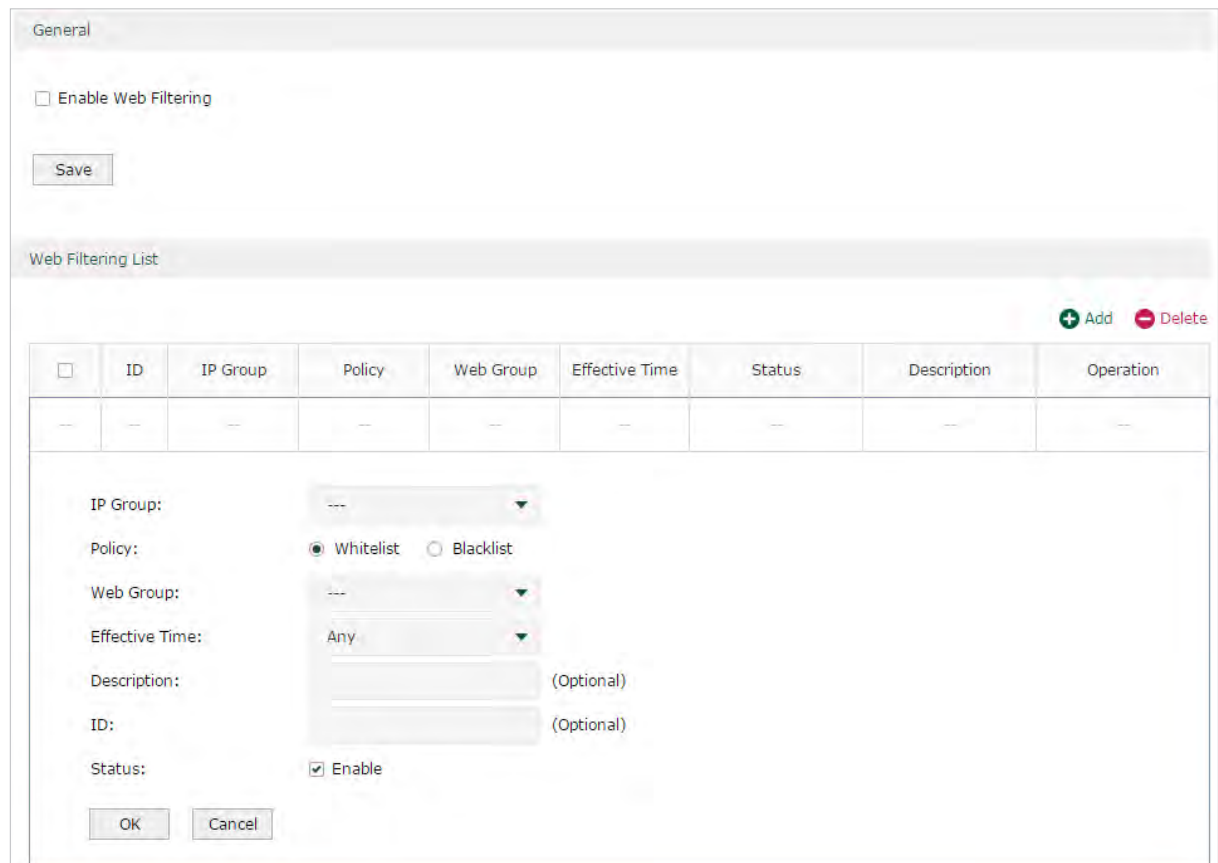 General
Enable Web Filtering
Save
Web Filtering List
Add Delete
ID IP Group Policy Web Group Effective Time Status Description Operation
-- -- -- -- -- -- -- -- --
IP Group: ---
Policy: Whitelist Blacklist
Web Group: ---
Effective Time: Any
Description: (Optional)
ID: (Optional)
Status: Enable
OK Cancel